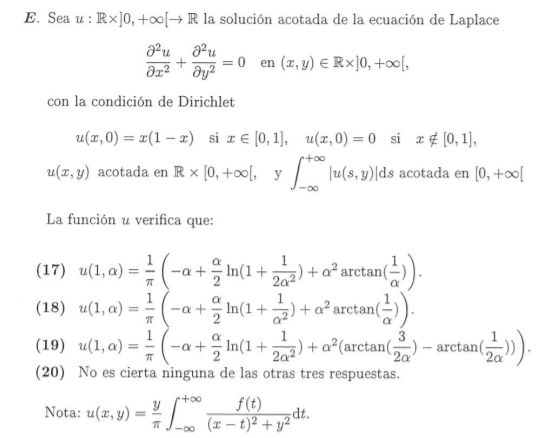 E. Sea u : ℝ×]0, +∞[→ ℝ la solución acotada de la ecuación de Laplace
∂²u/∂x² + ∂²u/∂y² = 0 en (x, y) ∈ ℝ×]0, +∞[,
con la condición de Dirichlet
u(x, 0) = x(1 − x) si x ∈ [0, 1], u(x, 0) = 0 si x ∉ [0, 1],
u(x, y) acotada en ℝ × [0, +∞[, y ∫_{−∞}^{+∞} |u(s, y)|ds acotada en [0, +∞[
La función u verifica que:
(17) u(1, α) = 1/π (−α + α/2 ln(1 + 1/(2α²)) + α² arctan(1/α)).
(18) u(1, α) = 1/π (−α + α/2 ln(1 + 1/α²) + α² arctan(1/α)).
(19) u(1, α) = 1/π (−α + α/2 ln(1 + 1/(2α²)) + α²(arctan(3/(2α)) − arctan(1/(2α)))).
(20) No es cierta ninguna de las otras tres respuestas.
Nota: u(x, y) = y/π ∫_{−∞}^{+∞} f(t)/((x − t)² + y²) dt.